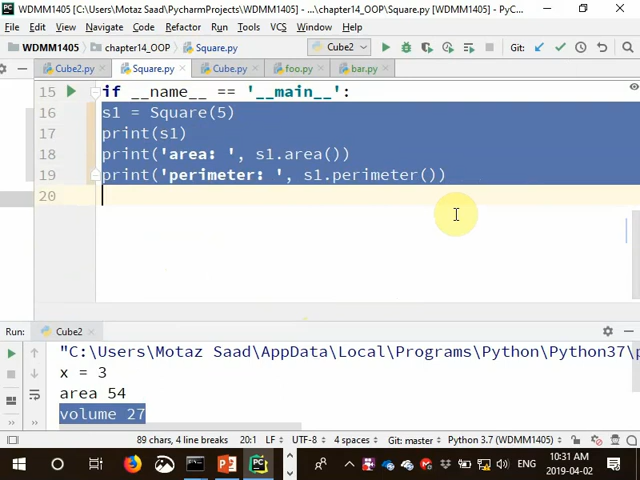 WDMM1405 [C:\Users\Motaz Saad\PycharmProjects\WDMM1405] - ...\chapter14_OOP\Square.py [WDMM1405] - PyC...
File Edit View Navigate Code Refactor Run Tools VCS Window Help
WDMM1405 chapter14_OOP Square.py Cube2 Git:
Cube2.py Square.py Cube.py foo.py bar.py
15 if __name__ == '__main__':
16 s1 = Square(5)
17 print(s1)
18 print('area: ', s1.area())
19 print('perimeter: ', s1.perimeter())
20
Run: Cube2
"C:\Users\Motaz Saad\AppData\Local\Programs\Python\Python37\p
x = 3
area 54
volume 27
89 chars, 4 line breaks 20:1 LF UTF-8 4 spaces Git: master Python 3.7 (WDMM1405)
ENG 10:31 AM
2019-04-02